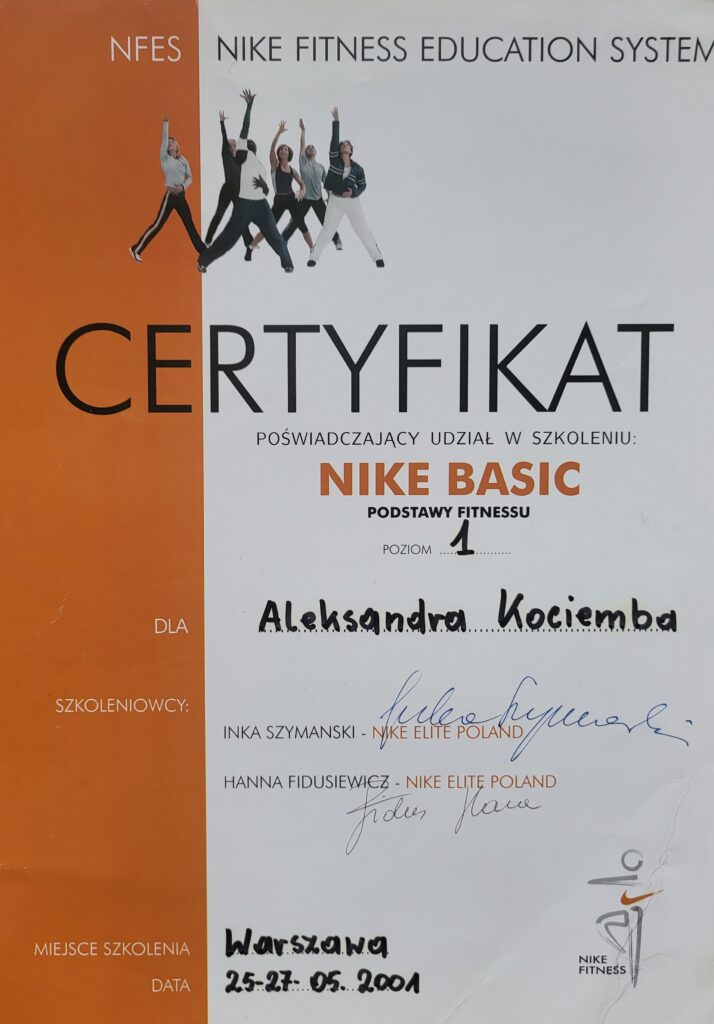 NFES NIKE FITNESS EDUCATION SYSTEM
CERTYFIKAT
POŚWIADCZAJĄCY UDZIAŁ W SZKOLENIU:
NIKE BASIC
PODSTAWY FITNESSU
POZIOM 1
DLA Aleksandra Kociemba
SZKOLENIOWCY:
INKA SZYMANSKI - NIKE ELITE POLAND
HANNA FIDUSIEWICZ - NIKE ELITE POLAND
Fidus Hana
NIKE
FITNESS
MIEJSCE SZKOLENIA Warszawa
DATA 25-27-05.2001